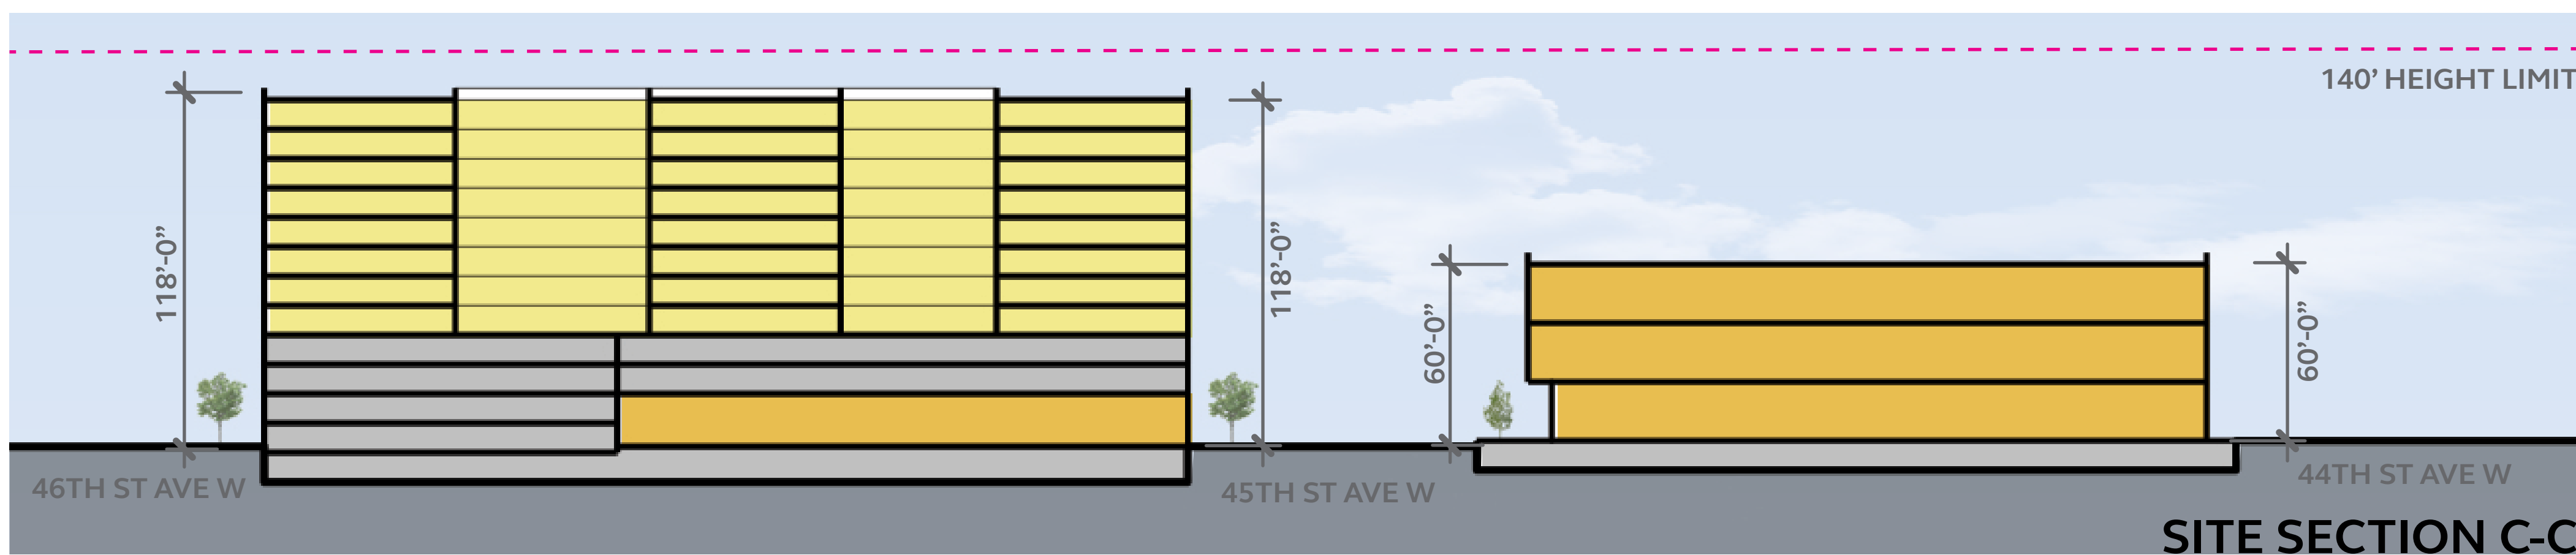 140’ HEIGHT LIMIT
118’-0”
118’-0”
60’-0”
60’-0”
46TH ST AVE W
45TH ST AVE W
44TH ST AVE W
SITE SECTION C-C